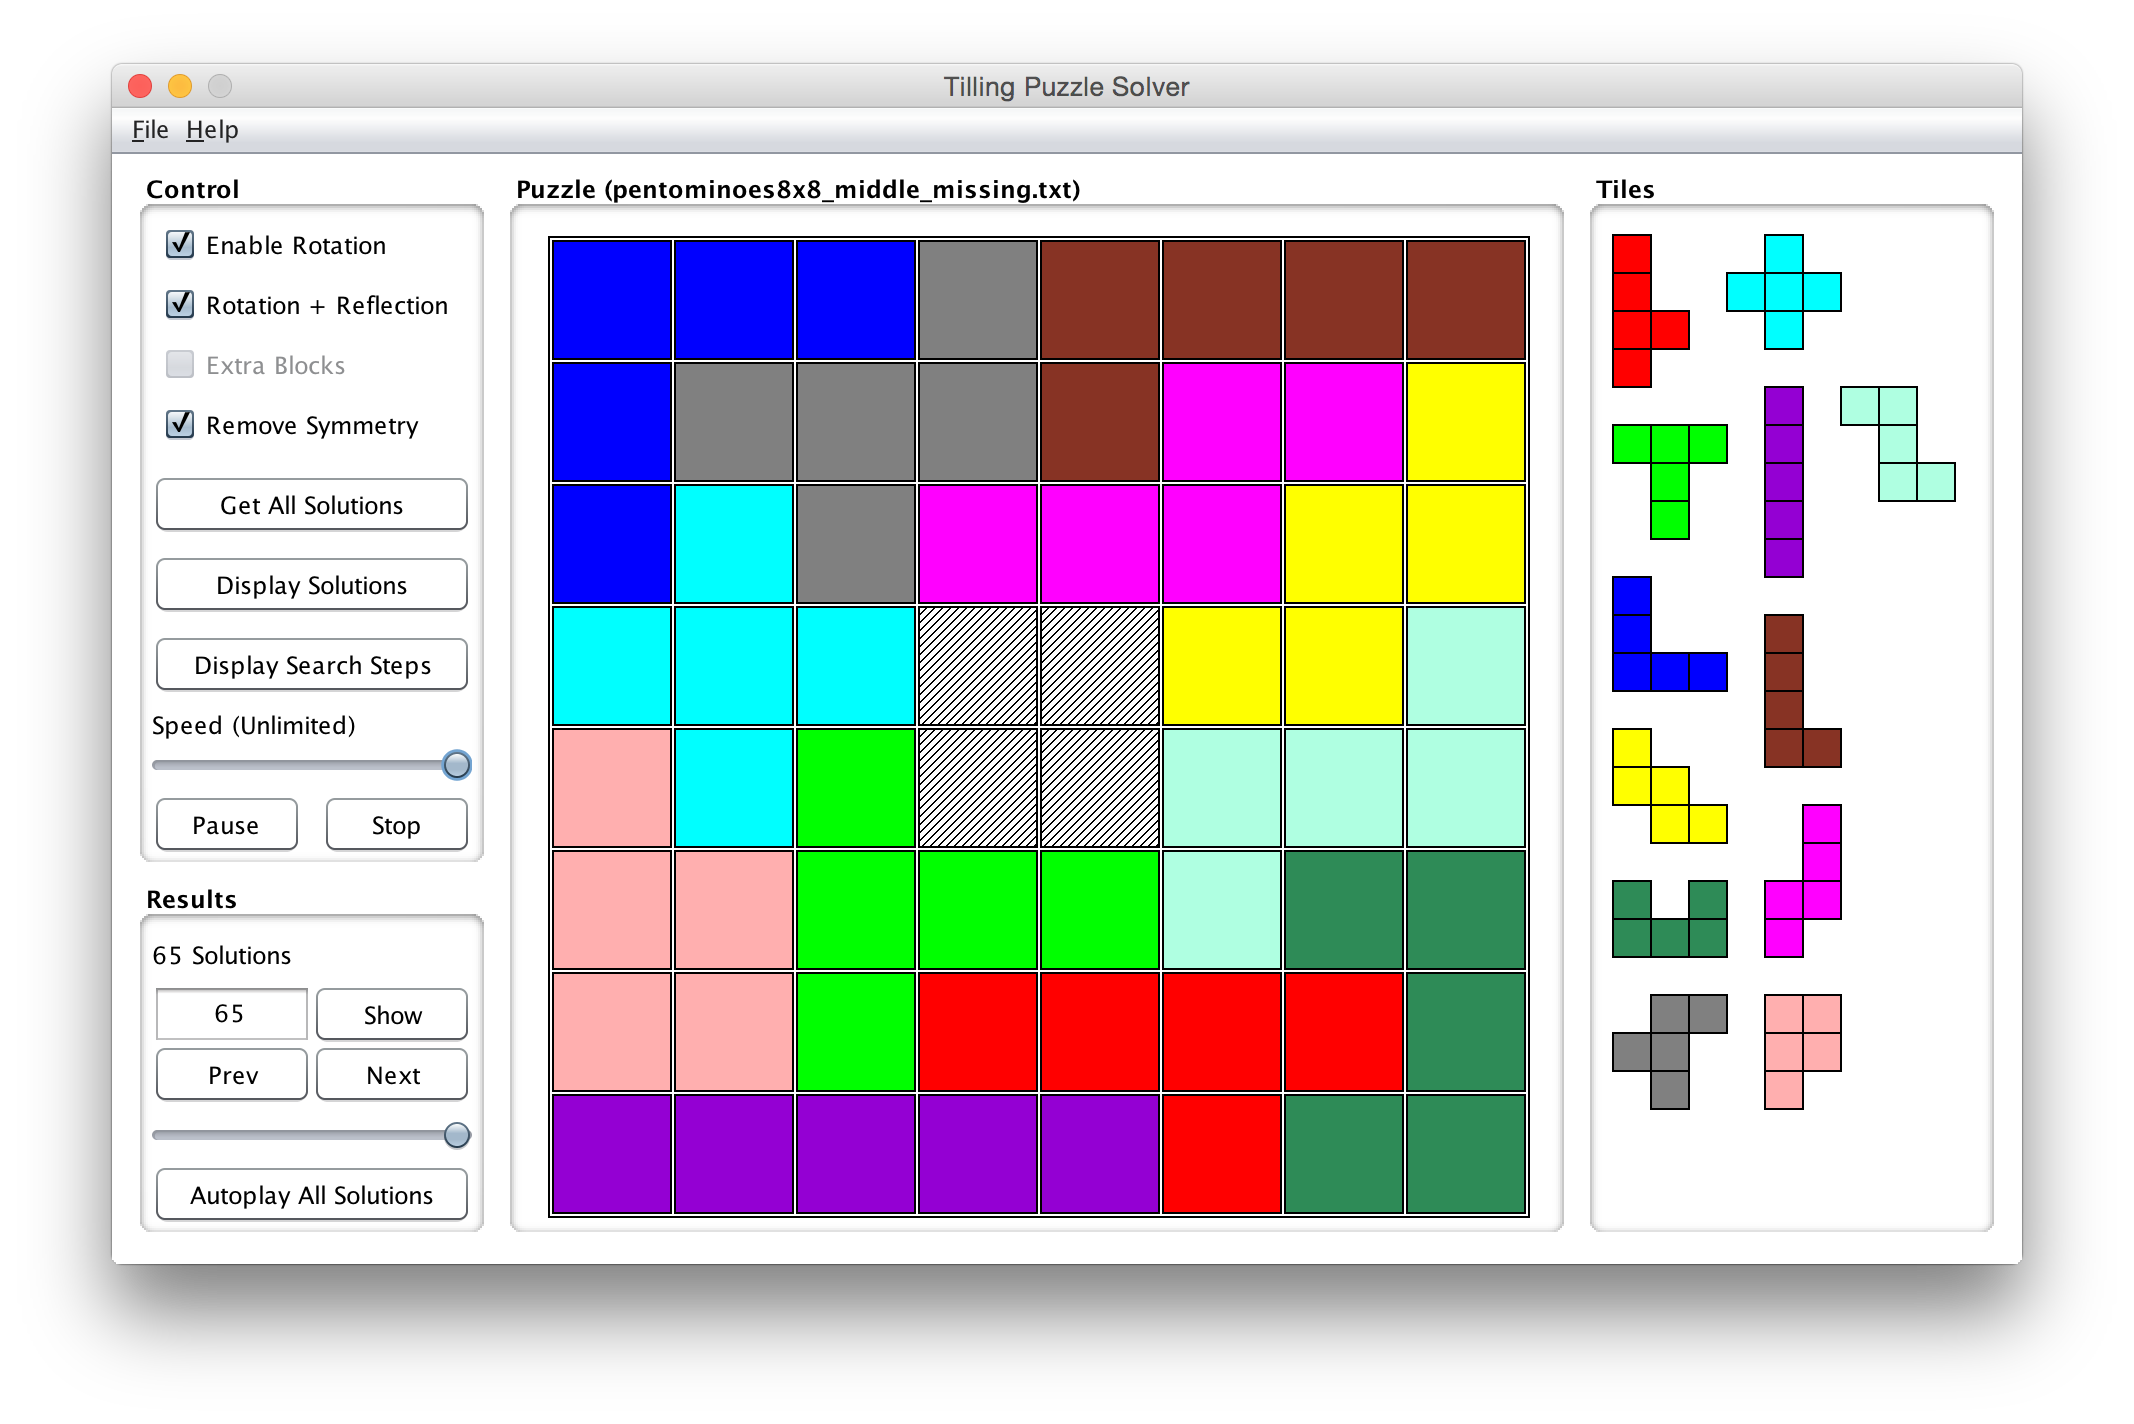 Tilling Puzzle Solver
File Help
Control
Enable Rotation
Rotation + Reflection
Extra Blocks
Remove Symmetry
Get All Solutions
Display Solutions
Display Search Steps
Speed (Unlimited)
Pause Stop
Results
65 Solutions
65 Show
Prev Next
Autoplay All Solutions
Puzzle (pentominoes8x8_middle_missing.txt)
Tiles